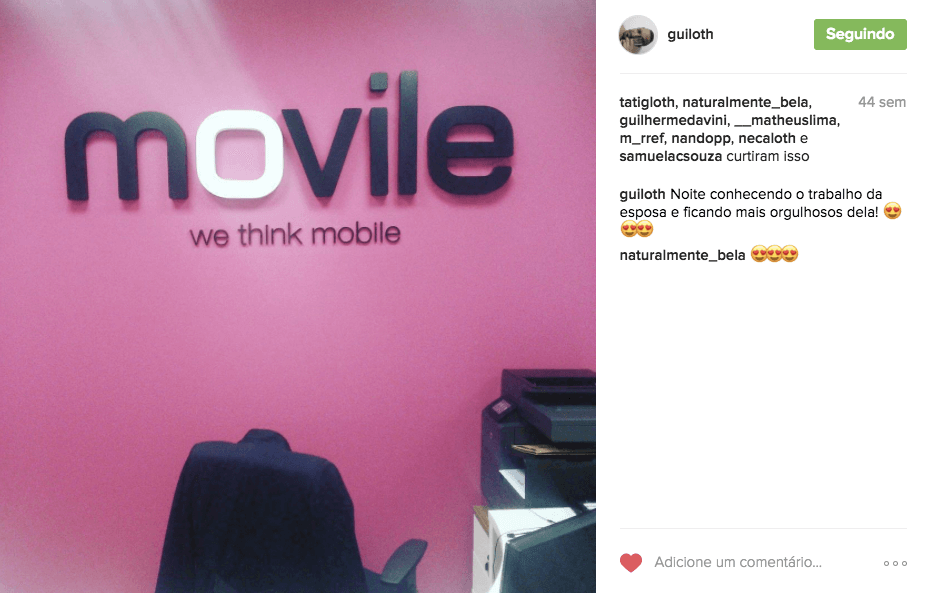 movile
we think mobile
guiloth
Seguindo
tatigloth, naturalmente_bela,
44 sem
guilhermedavini, __matheuslima,
m_rref, nandopp, necaloth e
samuelacsouza curtiram isso
guiloth Noite conhecendo o trabalho da
esposa e ficando mais orgulhosos dela! 😍
😍😍
naturalmente_bela 😍😍😍
Adicione um comentário...